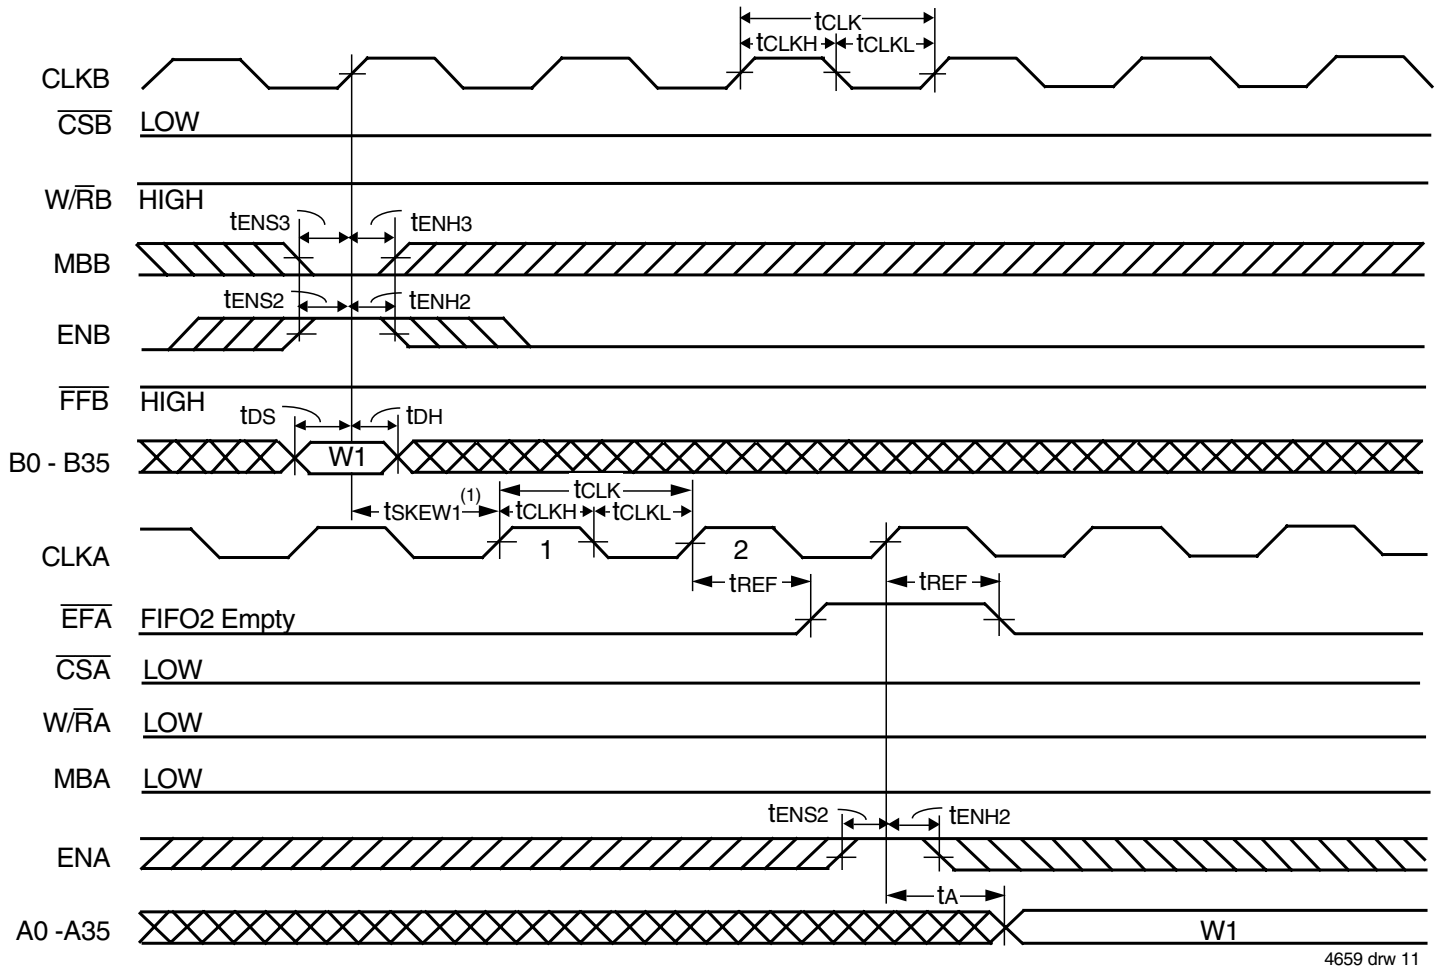 tCLK
tCLKH tCLKL
CLKB
CSB LOW
W/RB HIGH
tENS3 tENH3
MBB
tENS2 tENH2
ENB
FFB HIGH
tDS tDH
B0 - B35 W1
tSKEW1(1) tCLK
tCLKH tCLKL
CLKA 1 2
tREF tREF
EFA FIFO2 Empty
CSA LOW
W/RA LOW
MBA LOW
tENS2 tENH2
ENA
tA
A0 -A35 W1
4659 drw 11